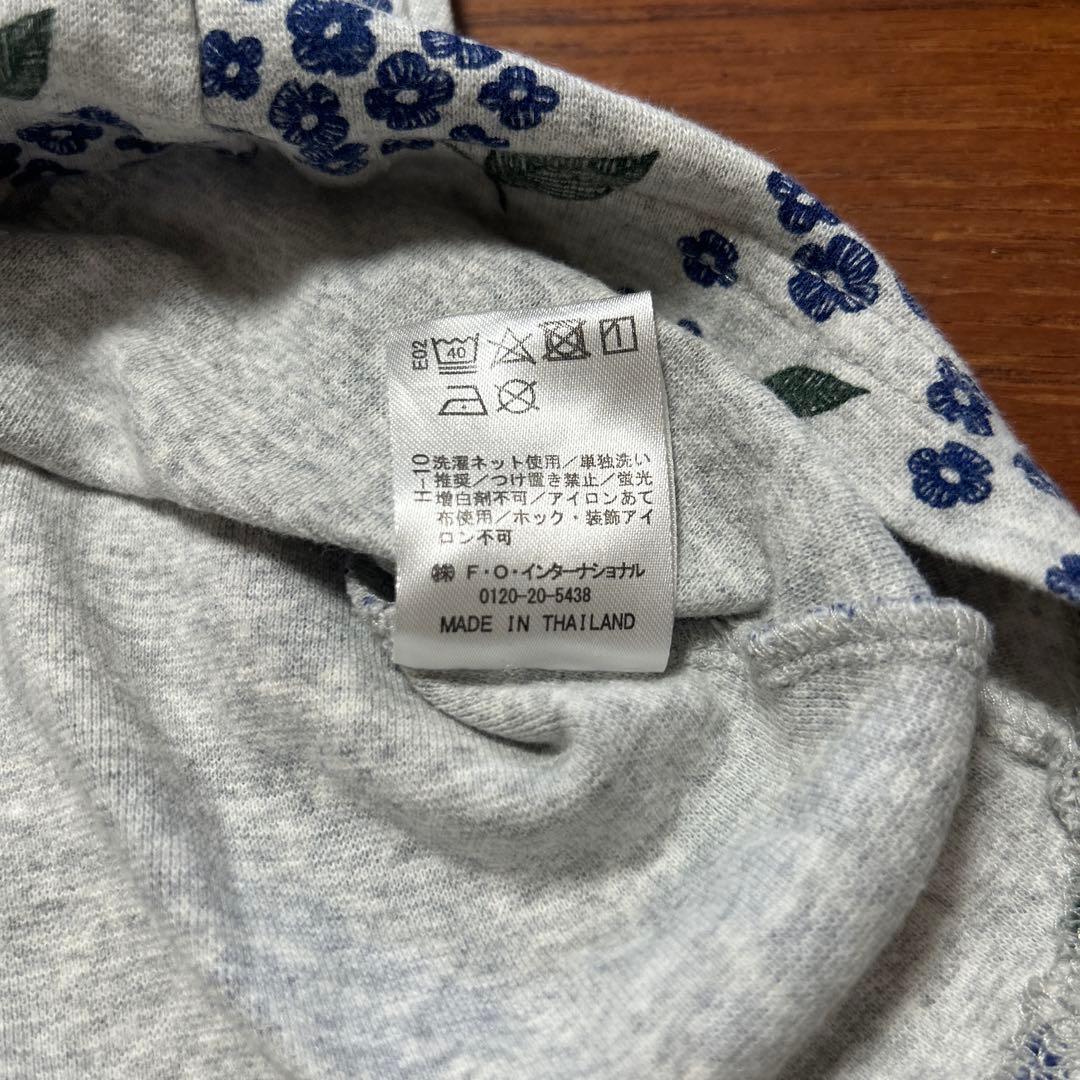 E02 40
H-10 洗濯ネット使用/単独洗い
推奨/つけ置き禁止/蛍光
増白剤不可/アイロンあて
布使用/ホック・装飾アイ
ロン不可
㈱ F・O・インターナショナル
0120-20-5438
MADE IN THAILAND